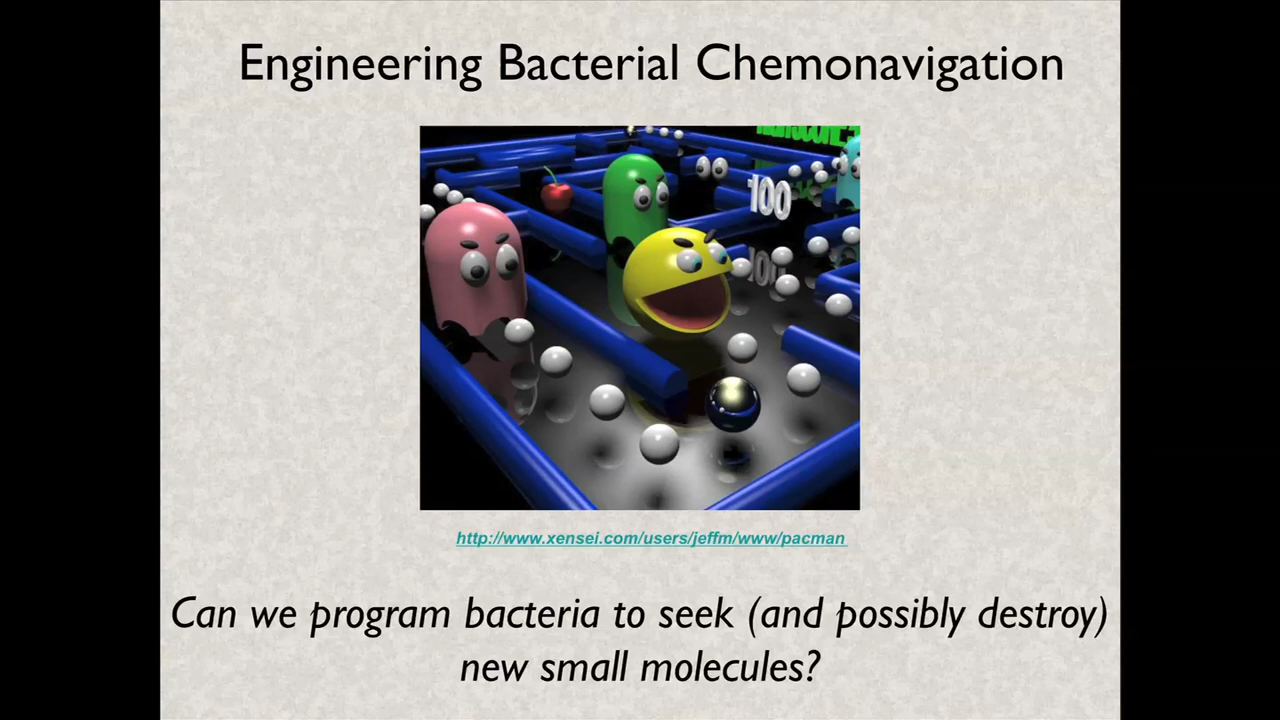 Engineering Bacterial Chemonavigation
100
100
http://www.xensei.com/users/jeffm/www/pacman
Can we program bacteria to seek (and possibly destroy)
new small molecules?